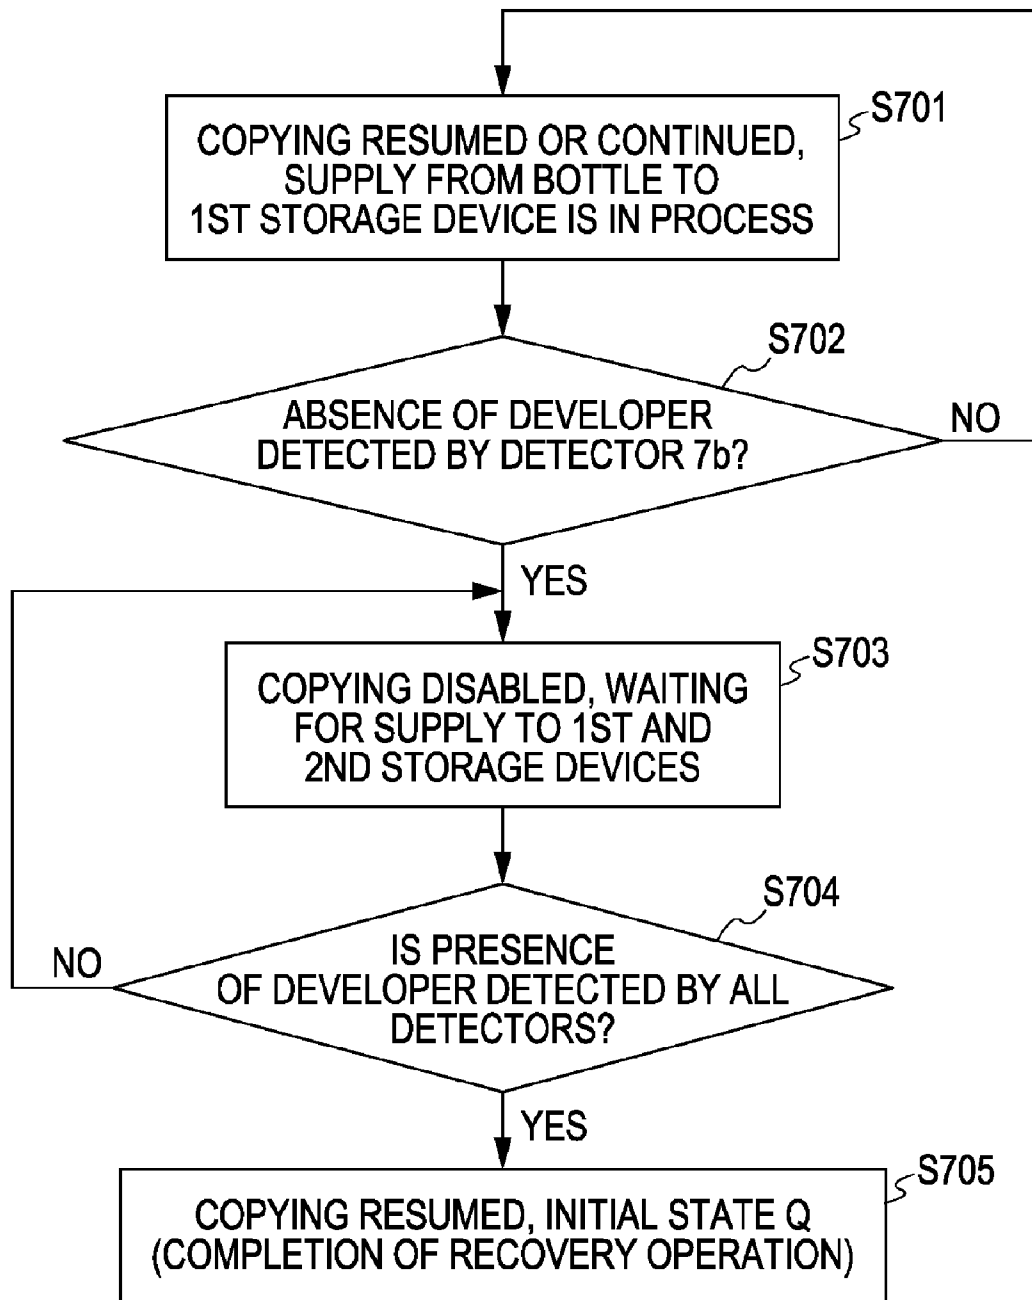 S701
COPYING RESUMED OR CONTINUED,
SUPPLY FROM BOTTLE TO
1ST STORAGE DEVICE IS IN PROCESS
S702
ABSENCE OF DEVELOPER
DETECTED BY DETECTOR 7b?
NO
YES
S703
COPYING DISABLED, WAITING
FOR SUPPLY TO 1ST AND
2ND STORAGE DEVICES
S704
IS PRESENCE
OF DEVELOPER DETECTED BY ALL
DETECTORS?
NO
YES
S705
COPYING RESUMED, INITIAL STATE Q
(COMPLETION OF RECOVERY OPERATION)